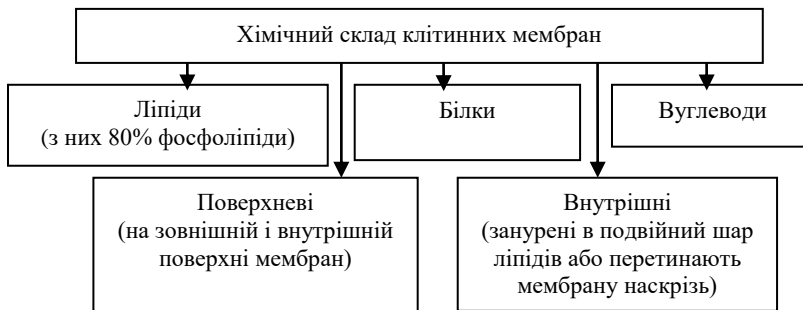 Хімічний склад клітинних мембран
Ліпіди
(з них 80% фосфоліпіди)
Білки
Вуглеводи
Поверхневі
(на зовнішній і внутрішній
поверхні мембран)
Внутрішні
(занурені в подвійний шар
ліпідів або перетинають
мембрану наскрізь)